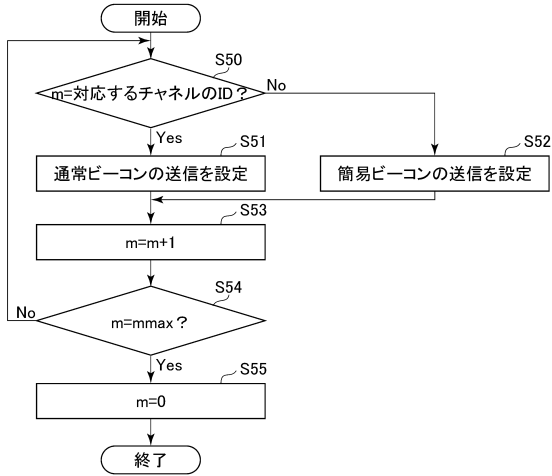 開始
S50
m=対応するチャネルのID？
No
Yes
S51
通常ビーコンの送信を設定
S52
簡易ビーコンの送信を設定
S53
m=m+1
S54
m=mmax？
No
Yes
S55
m=0
終了